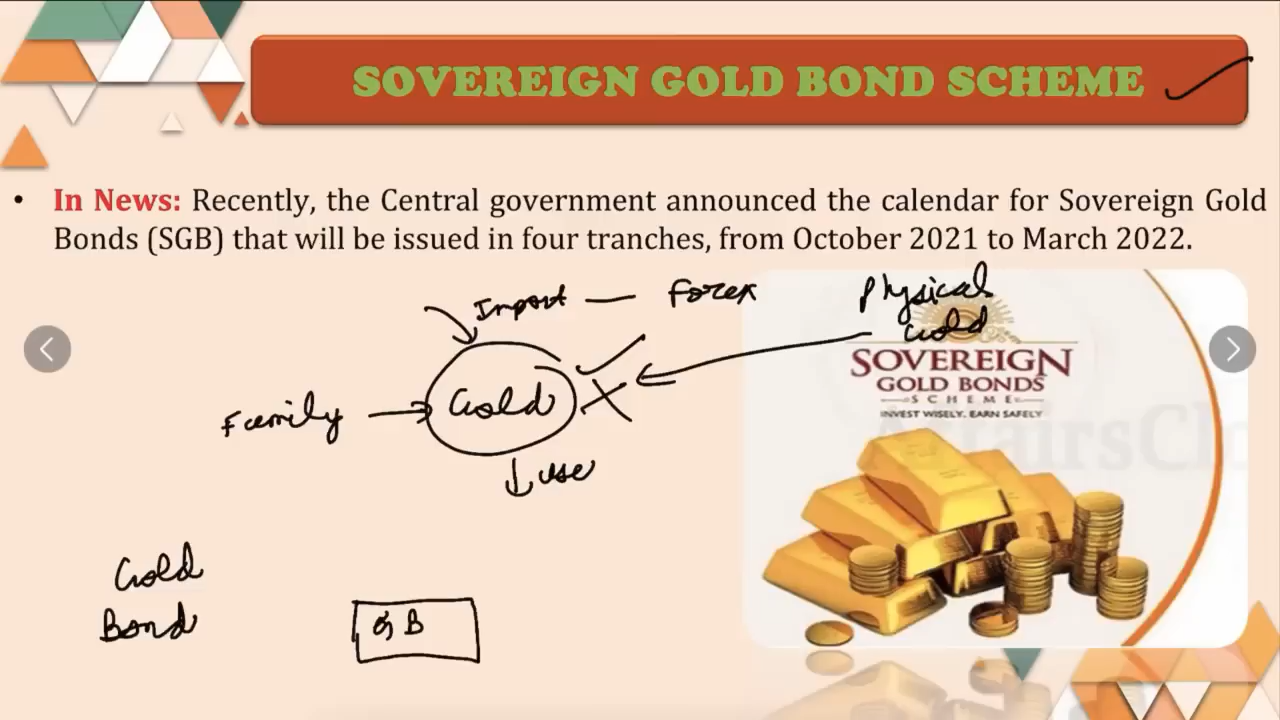 SOVEREIGN GOLD BOND SCHEME
• In News: Recently, the Central government announced the calendar for Sovereign Gold
Bonds (SGB) that will be issued in four tranches, from October 2021 to March 2022.
Import — Forex
Physical
Gold
SOVEREIGN
GOLD BONDS
SCHEME
INVEST WISELY. EARN SAFELY
AffairsClo
Family
Gold
use
Gold
Bond
GB